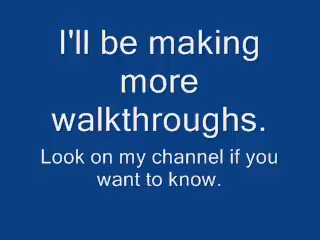 I'll be making
more
walkthroughs.
Look on my channel if you
want to know.